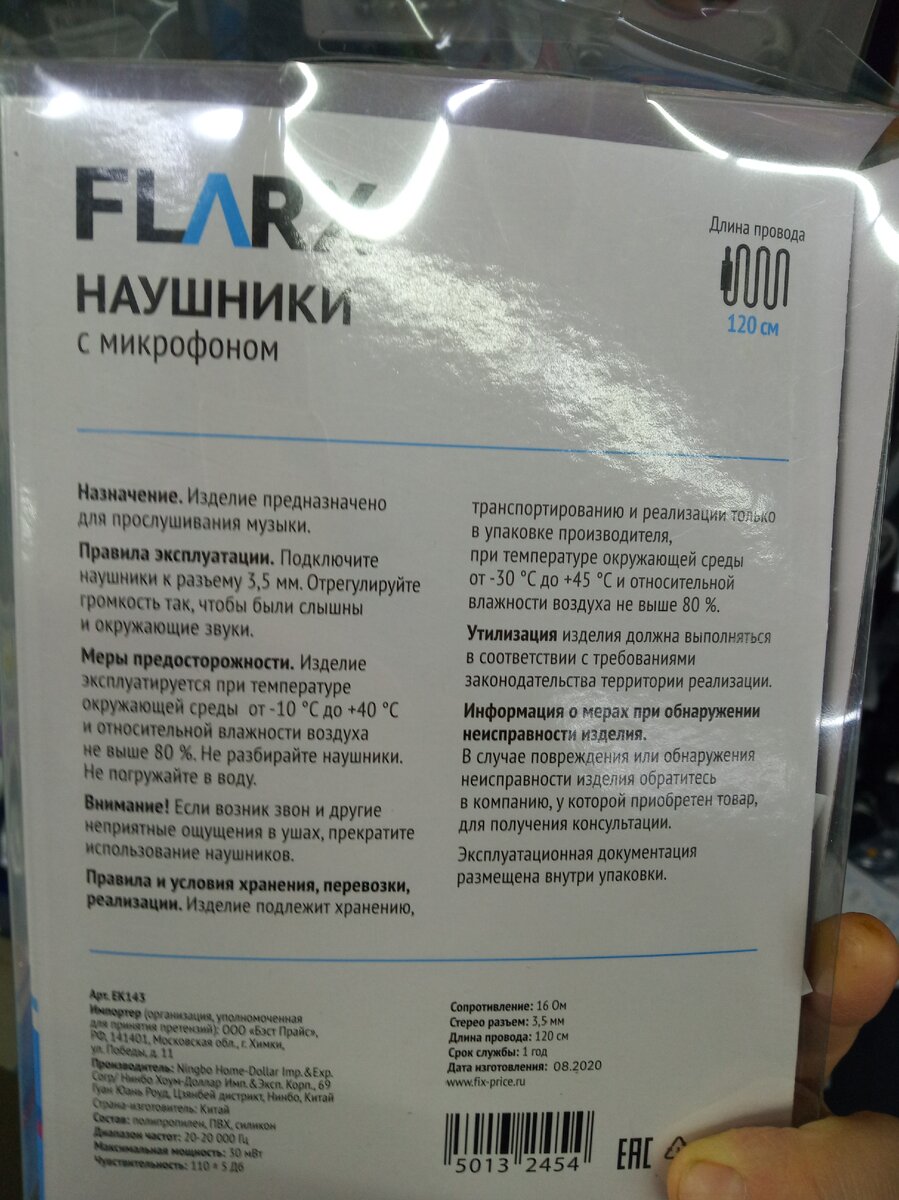 FLARX
НАУШНИКИ
с микрофоном
Длина провода
120 см
Назначение. Изделие предназначено
для прослушивания музыки.
Правила эксплуатации. Подключите
наушники к разъему 3,5 мм. Отрегулируйте
громкость так, чтобы были слышны
и окружающие звуки.
Меры предосторожности. Изделие
эксплуатируется при температуре
окружающей среды от -10 °C до +40 °C
и относительной влажности воздуха
не выше 80 %. Не разбирайте наушники.
Не погружайте в воду.
Внимание! Если возник звон и другие
неприятные ощущения в ушах, прекратите
использование наушников.
Правила и условия хранения, перевозки,
реализации. Изделие подлежит хранению,
транспортированию и реализации только
в упаковке производителя,
при температуре окружающей среды
от -30 °C до +45 °C и относительной
влажности воздуха не выше 80 %.
Утилизация изделия должна выполняться
в соответствии с требованиями
законодательства территории реализации.
Информация о мерах при обнаружении
неисправности изделия.
В случае повреждения или обнаружения
неисправности изделия обратитесь
в компанию, у которой приобретен товар,
для получения консультации.
Эксплуатационная документация
размещена внутри упаковки.
Арт. EK143
Импортер (организация, уполномоченная
для принятия претензий): ООО «Бэст Прайс»,
РФ, 141401, Московская обл., г. Химки,
ул. Победы, д. 11
Производитель: Ningbo Home-Dollar Imp.&Exp.
Corp/ Нинбо Хоум-Доллар Имп.&Эксп. Корп., 69
Гуан Юань Роуд, Цзянбей дистрикт, Нинбо, Китай
Страна-изготовитель: Китай
Состав: полипропилен, ПВХ, силикон
Диапазон частот: 20-20 000 Гц
Максимальная мощность: 30 мВт
Чувствительность: 110 ± 5 Дб
Сопротивление: 16 Ом
Стерео разъем: 3,5 мм
Длина провода: 120 см
Срок службы: 1 год
Дата изготовления: 08.2020
www.fix-price.ru
5013 2454
EAC